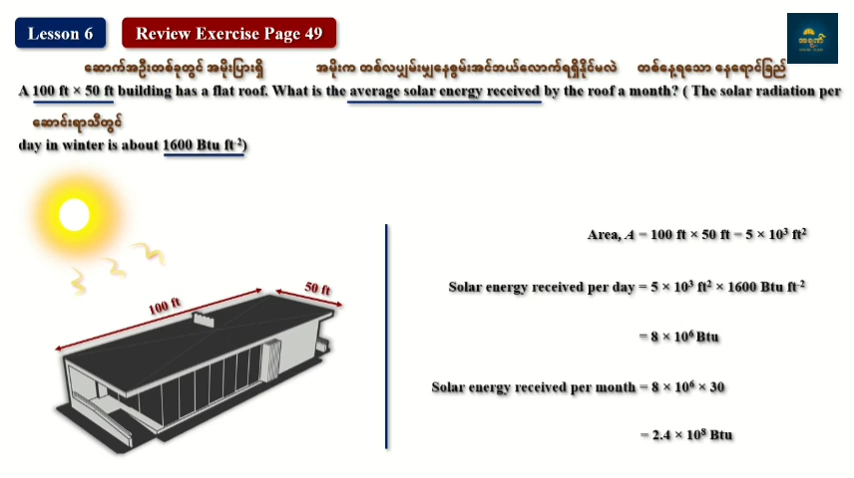 Lesson 6
Review Exercise Page 49
အရုဏ်
ဆောက်အဦးတစ်ခုတွင် အမိုးပြားရှိ အမိုးက တစ်လပျှမ်းမျှနေစွမ်းအင်ဘယ်လောက်ရရှိနိုင်မလဲ တစ်နေ့ရသော နေရောင်ခြည်
A 100 ft × 50 ft building has a flat roof. What is the average solar energy received by the roof a month? ( The solar radiation per
ဆောင်းရာသီတွင်
day in winter is about 1600 Btu ft⁻²)
100 ft
50 ft
Area, A = 100 ft × 50 ft = 5 × 10³ ft²
Solar energy received per day = 5 × 10³ ft² × 1600 Btu ft⁻²
= 8 × 10⁶ Btu
Solar energy received per month = 8 × 10⁶ × 30
= 2.4 × 10⁸ Btu